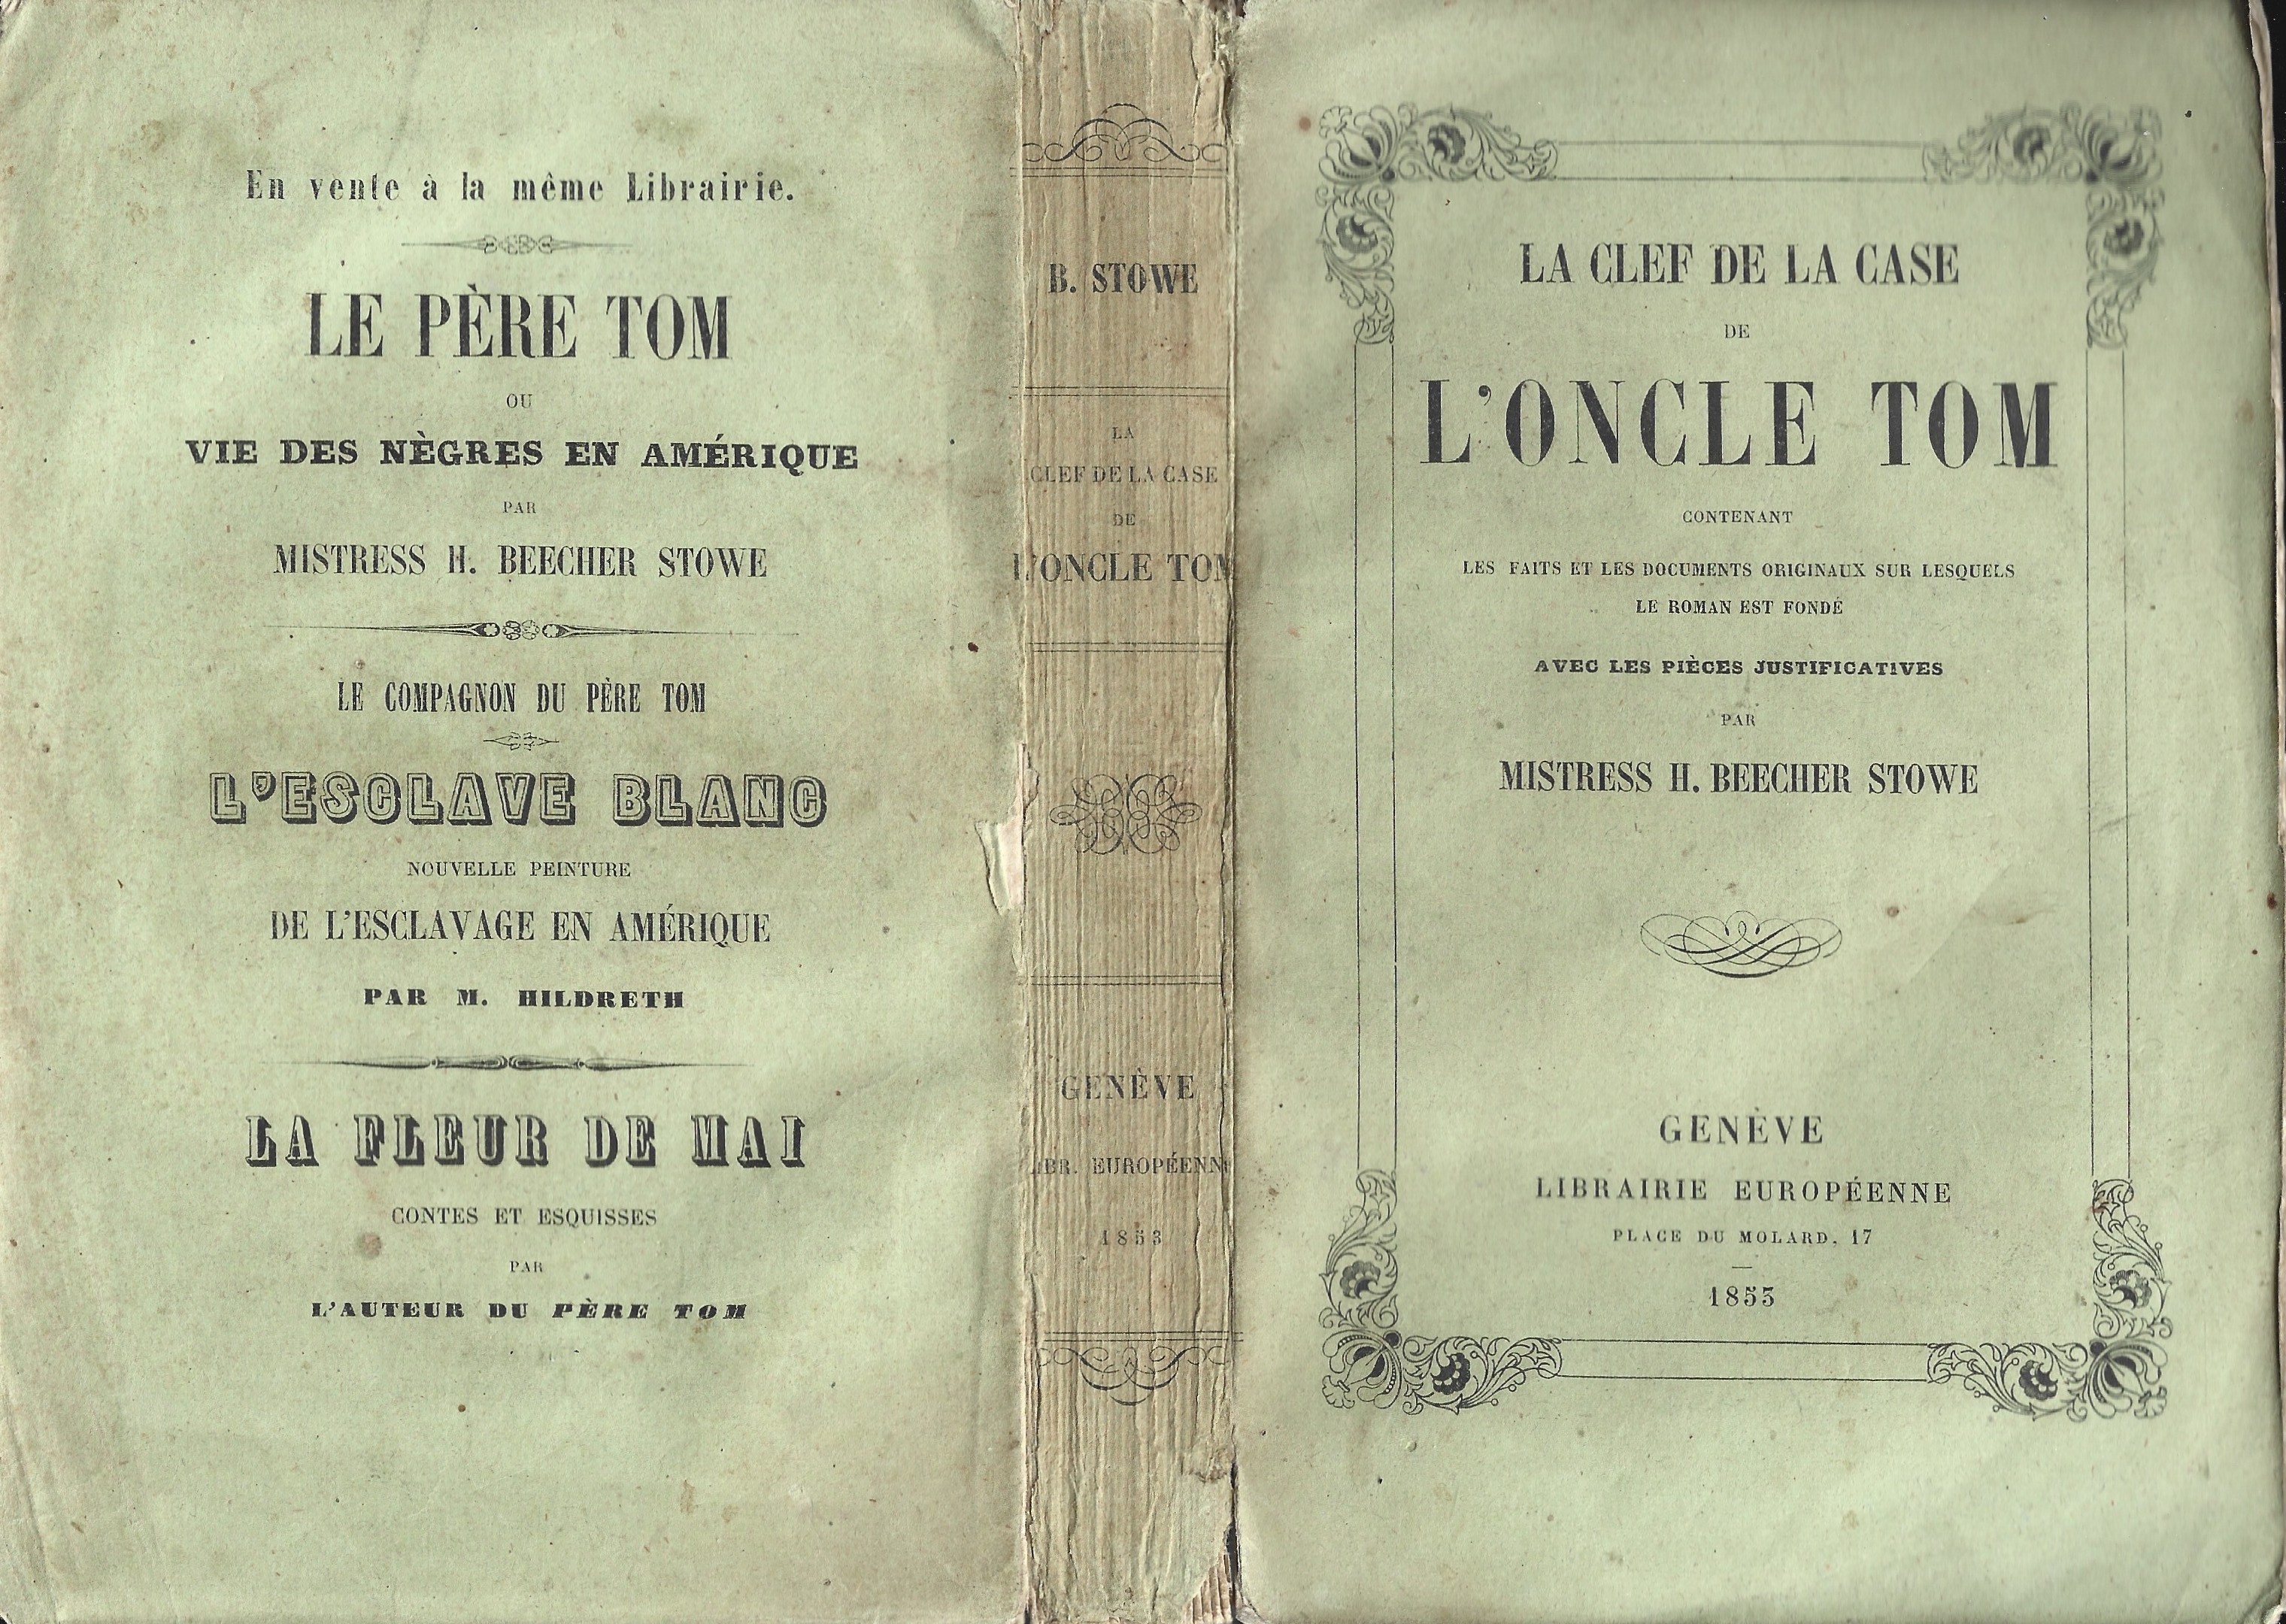 En vente à la même Librairie.
LE PÈRE TOM
OU
VIE DES NÈGRES EN AMÉRIQUE
PAR
MISTRESS H. BEECHER STOWE
LE COMPAGNON DU PÈRE TOM
L'ESCLAVE BLANC
NOUVELLE PEINTURE
DE L'ESCLAVAGE EN AMÉRIQUE
PAR M. HILDRETH
LA FLEUR DE MAI
CONTES ET ESQUISSES
PAR
L'AUTEUR DU PÈRE TOM
B. STOWE
LA
CLEF DE LA CASE
DE
L'ONCLE TOM
GENÈVE
LIBR. EUROPÉENNE
1853
LA CLEF DE LA CASE
DE
L'ONCLE TOM
CONTENANT
LES FAITS ET LES DOCUMENTS ORIGINAUX SUR LESQUELS
LE ROMAN EST FONDÉ
AVEC LES PIÈCES JUSTIFICATIVES
PAR
MISTRESS H. BEECHER STOWE
GENÈVE
LIBRAIRIE EUROPÉENNE
PLACE DU MOLARD, 17
1853